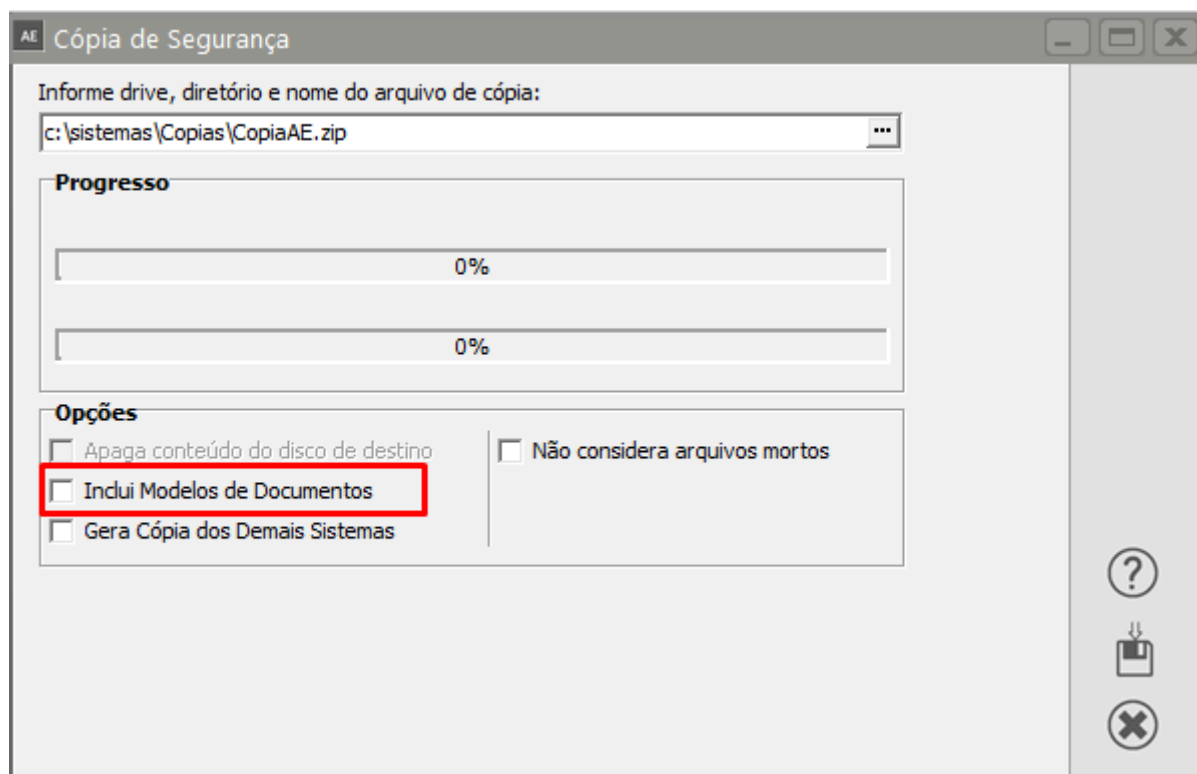 AE Cópia de Segurança
Informe drive, diretório e nome do arquivo de cópia:
c:\sistemas\Copias\CopiaAE.zip
...
Progresso
0%
0%
Opções
Apaga conteúdo do disco de destino
Não considera arquivos mortos
Inclui Modelos de Documentos
Gera Cópia dos Demais Sistemas
?